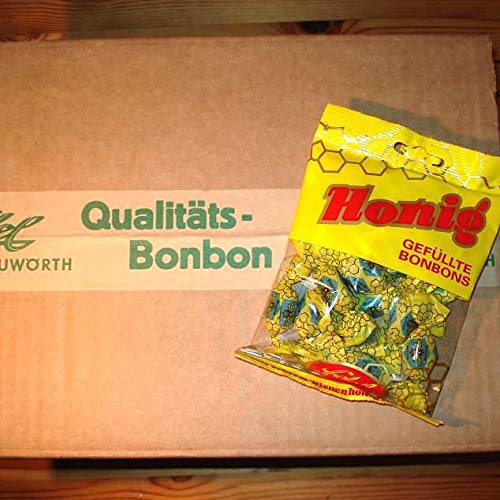 Qualitäts-
Bonbon
UWÖRTH
Honig
GEFÜLLTE
BONBONS